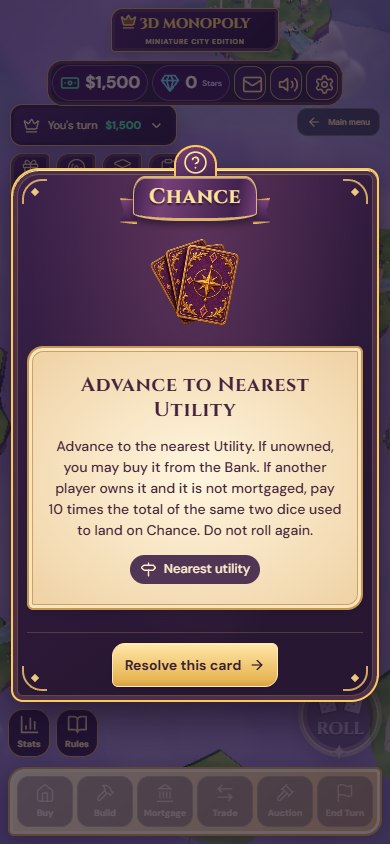 3D MONOPOLY
MINIATURE CITY EDITION
$1,500
0 Stars
You's turn $1,500
Main menu
CHANCE
ADVANCE TO NEAREST
UTILITY
Advance to the nearest Utility. If unowned,
you may buy it from the Bank. If another
player owns it and it is not mortgaged, pay
10 times the total of the same two dice used
to land on Chance. Do not roll again.
Nearest utility
Resolve this card
ROLL
Stats
Rules
Buy
Build
Mortgage
Trade
Auction
End Turn